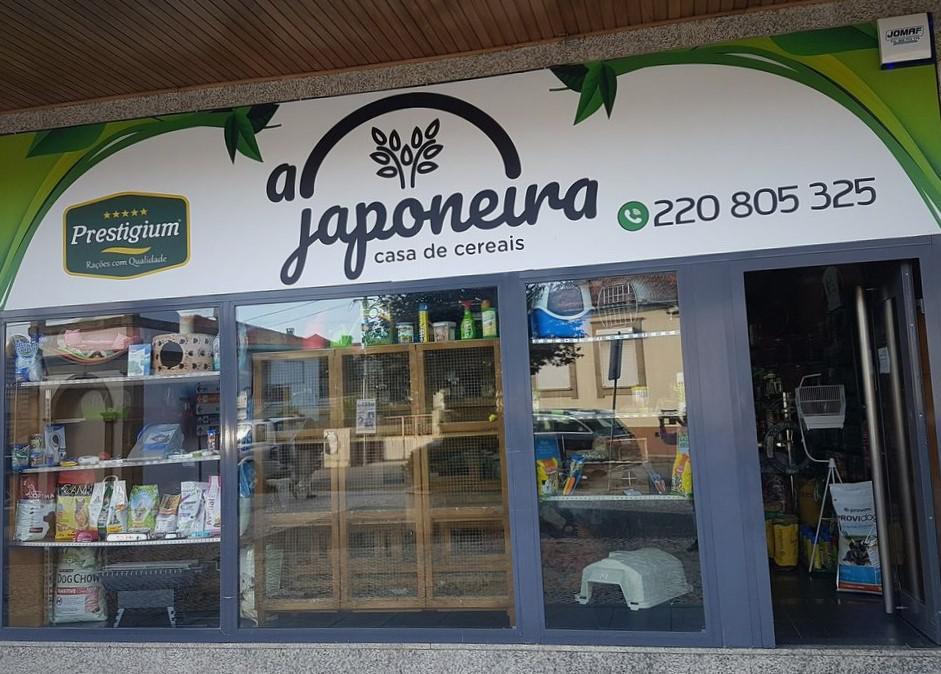 JOMAF
a
japoneira
casa de cereais
220 805 325
Prestigium
Rações com Qualidade
DOG CHOW
PROVIdog